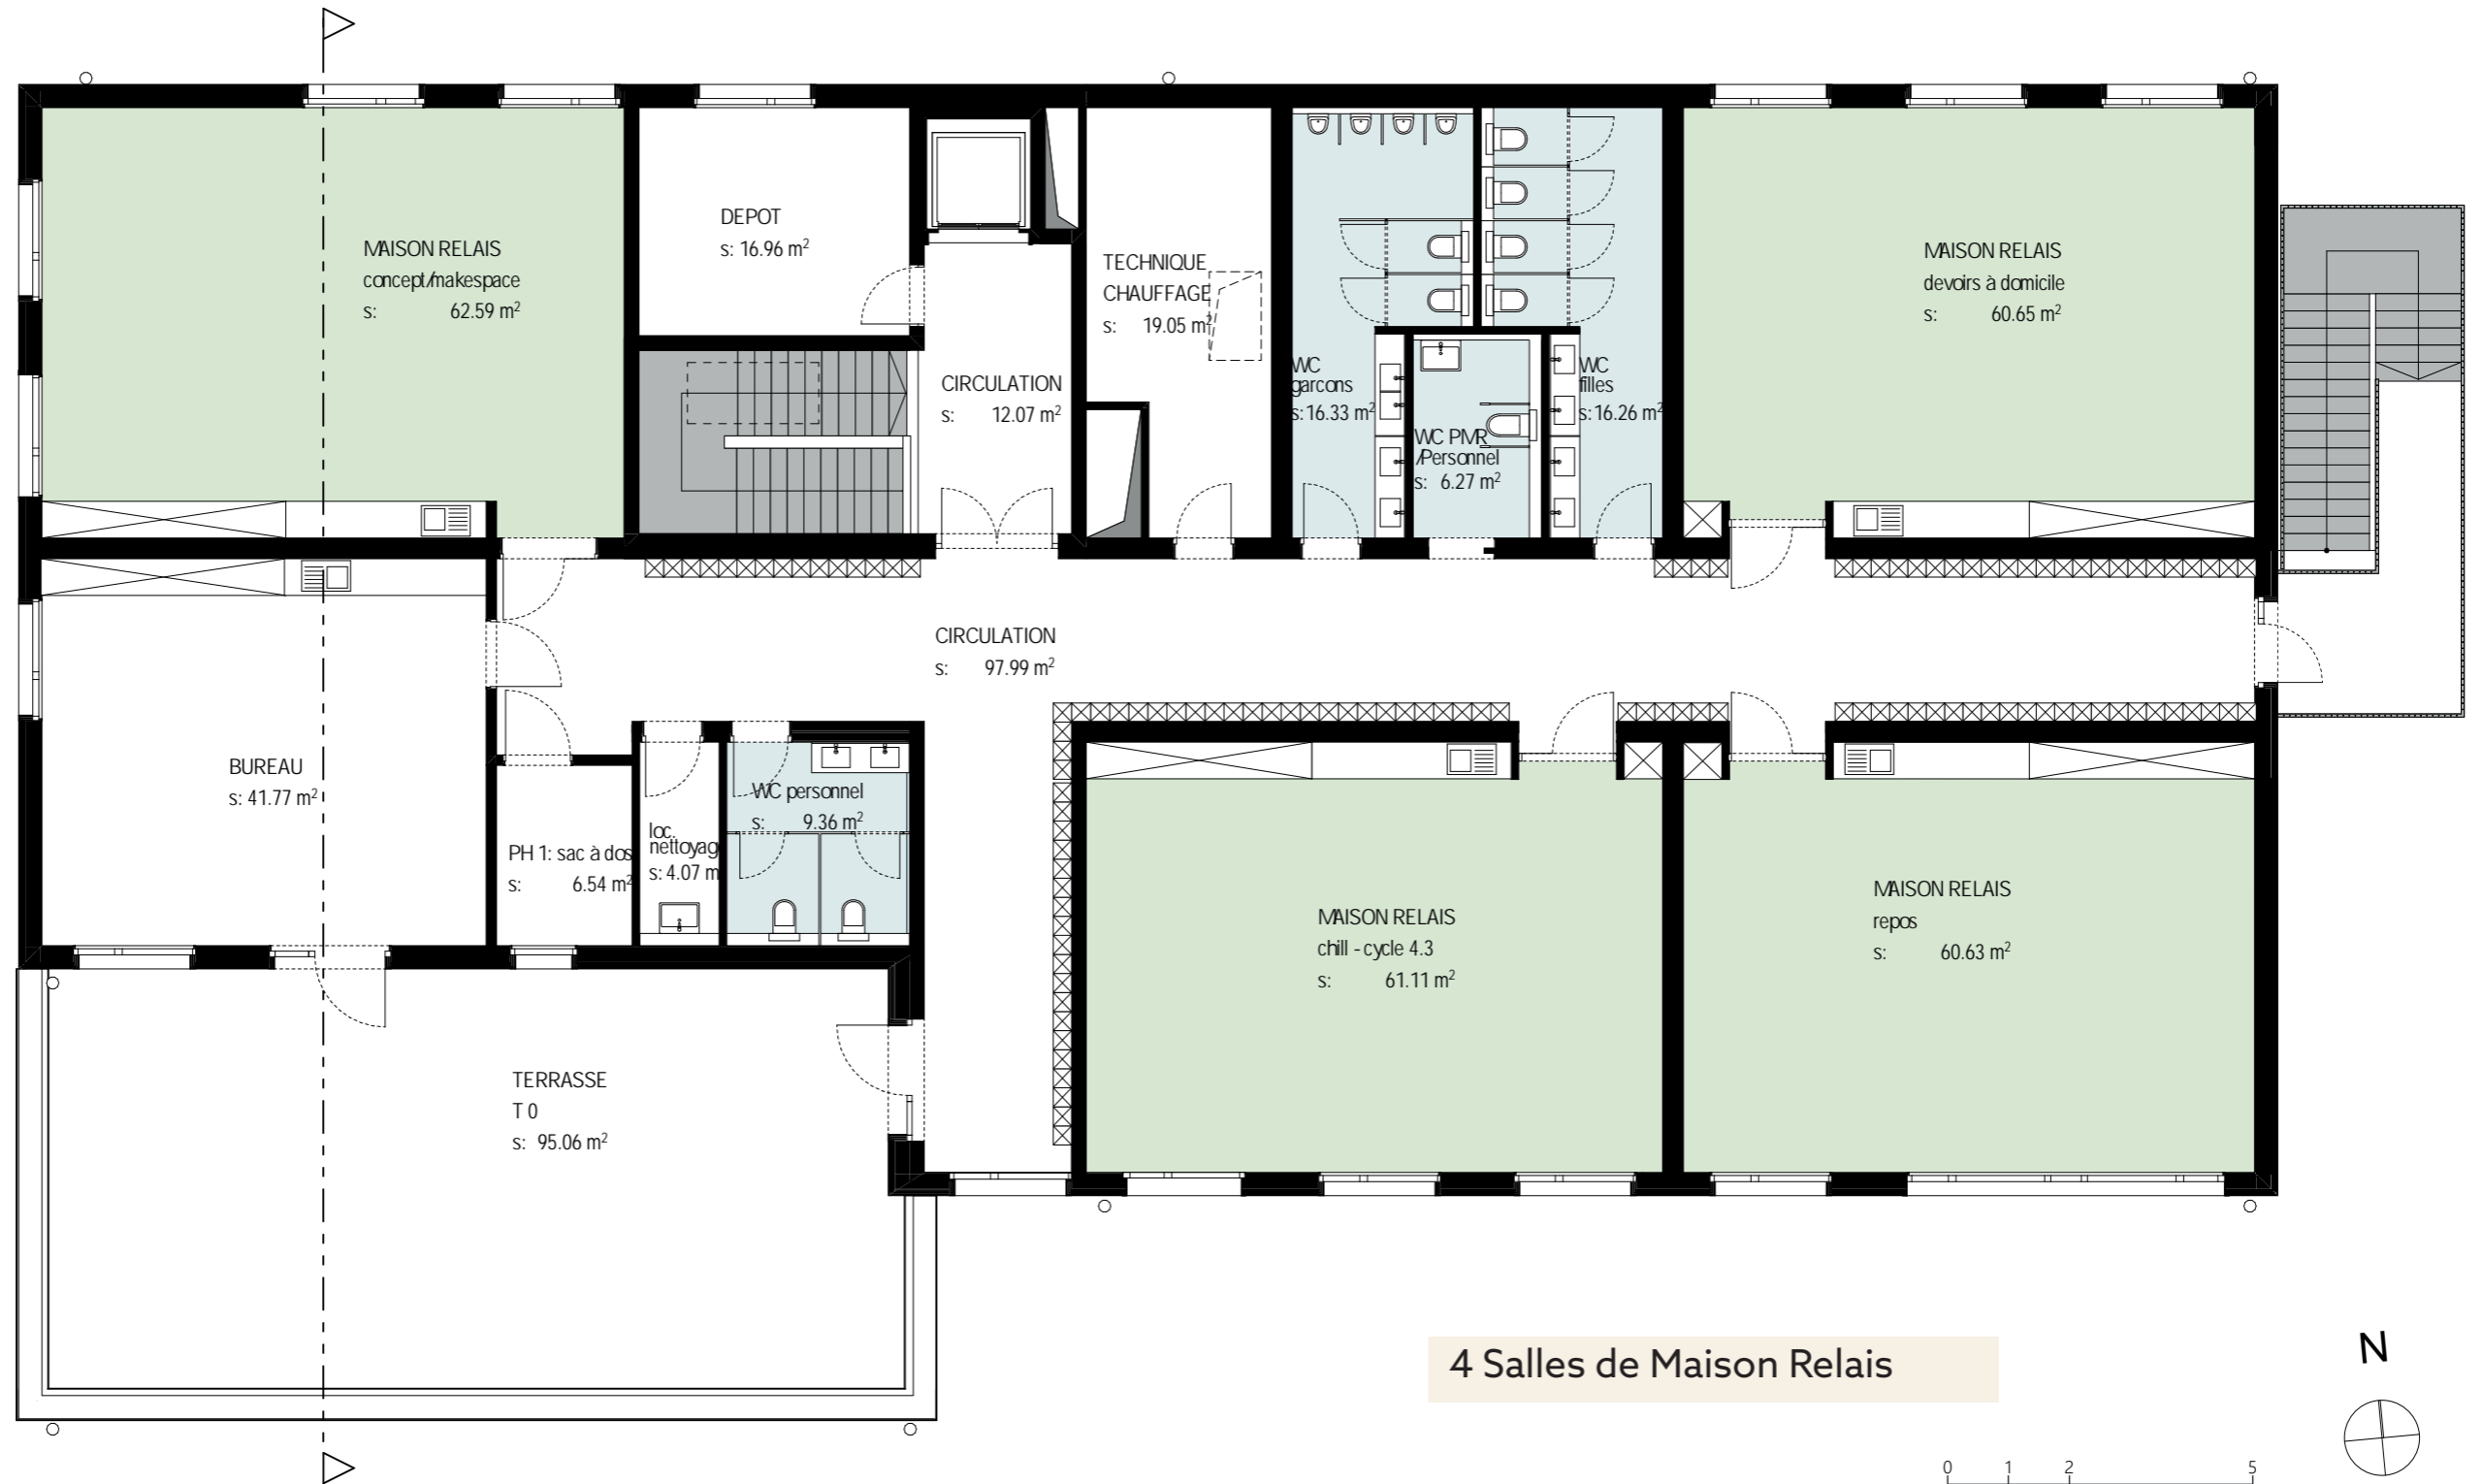 MAISON RELAIS
concept/makespace
s: 62.59 m²
DEPOT
s: 16.96 m²
CIRCULATION
s: 12.07 m²
TECHNIQUE
CHAUFFAGE
s: 19.05 m²
WC
garcons
s: 16.33 m²
WC PMR
/Personnel
s: 6.27 m²
WC
filles
s: 16.26 m²
MAISON RELAIS
devoirs à domicile
s: 60.65 m²
CIRCULATION
s: 97.99 m²
BUREAU
s: 41.77 m²
PH 1: sac à dos
s: 6.54 m²
loc.
nettoyag
s: 4.07 m
WC personnel
s: 9.36 m²
MAISON RELAIS
chill - cycle 4.3
s: 61.11 m²
MAISON RELAIS
repos
s: 60.63 m²
TERRASSE
T 0
s: 95.06 m²
4 Salles de Maison Relais
N
0 1 2 5